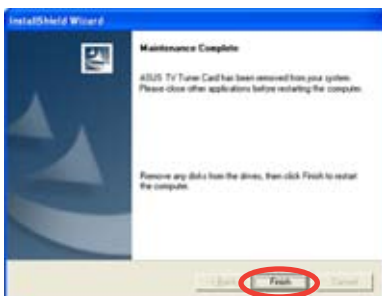 InstallShield Wizard
Maintenance Complete
ASUS TV Tuner Card has been removed from your system.
Please close other applications before restarting the computer.
Remove any disks from the drives, then click Finish to restart
the computer.
< Back Finish Cancel